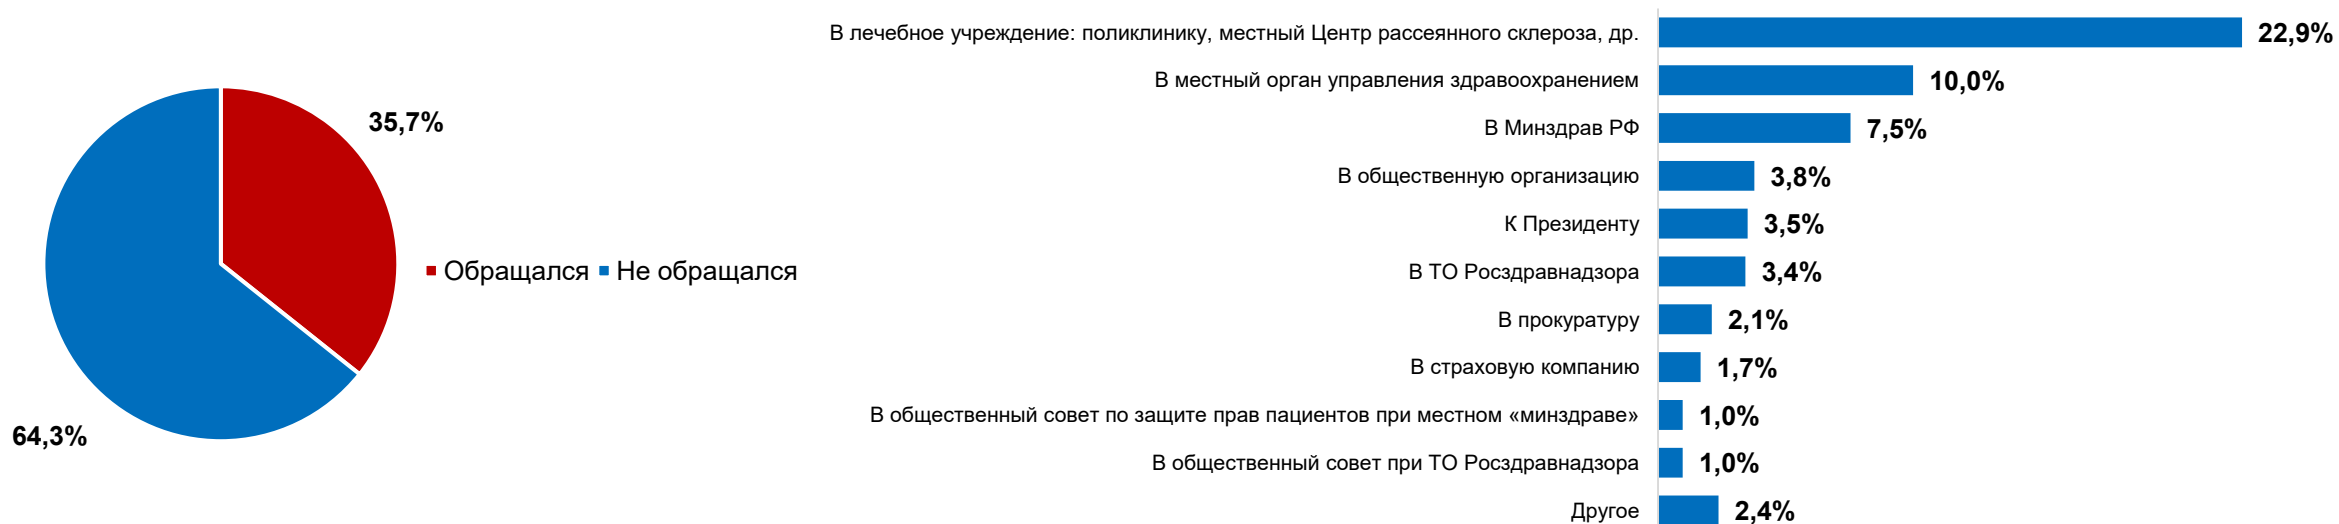 35,7%
64,3%
Обращался Не обращался
В лечебное учреждение: поликлинику, местный Центр рассеянного склероза, др. 22,9%
В местный орган управления здравоохранением 10,0%
В Минздрав РФ 7,5%
В общественную организацию 3,8%
К Президенту 3,5%
В ТО Росздравнадзора 3,4%
В прокуратуру 2,1%
В страховую компанию 1,7%
В общественный совет по защите прав пациентов при местном «минздраве» 1,0%
В общественный совет при ТО Росздравнадзора 1,0%
Другое 2,4%